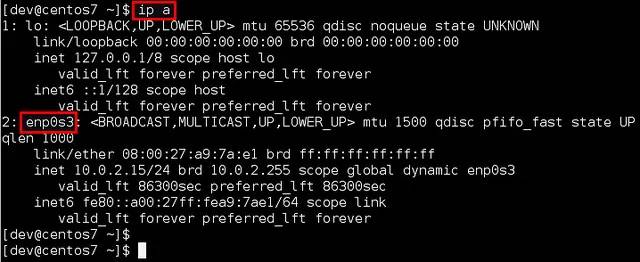 [dev@centos7 ~]$ ip a
1: lo: <LOOPBACK,UP,LOWER_UP> mtu 65536 qdisc noqueue state UNKNOWN
link/loopback 00:00:00:00:00:00 brd 00:00:00:00:00:00
inet 127.0.0.1/8 scope host lo
valid_lft forever preferred_lft forever
inet6 ::1/128 scope host
valid_lft forever preferred_lft forever
2: enp0s3: <BROADCAST,MULTICAST,UP,LOWER_UP> mtu 1500 qdisc pfifo_fast state UP
qlen 1000
link/ether 08:00:27:a9:7a:e1 brd ff:ff:ff:ff:ff:ff
inet 10.0.2.15/24 brd 10.0.2.255 scope global dynamic enp0s3
valid_lft 86300sec preferred_lft 86300sec
inet6 fe80::a00:27ff:fea9:7ae1/64 scope link
valid_lft forever preferred_lft forever
[dev@centos7 ~]$
[dev@centos7 ~]$